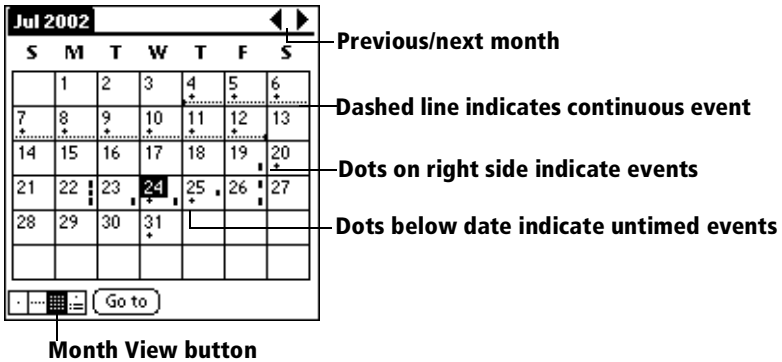 Jul 2002
Previous/next month
S M T W T F S
1 2 3 4 5 6
Dashed line indicates continuous event
7 8 9 10 11 12 13
14 15 16 17 18 19 20
Dots on right side indicate events
21 22 23 24 25 26 27
28 29 30 31
Dots below date indicate untimed events
Go to
Month View button